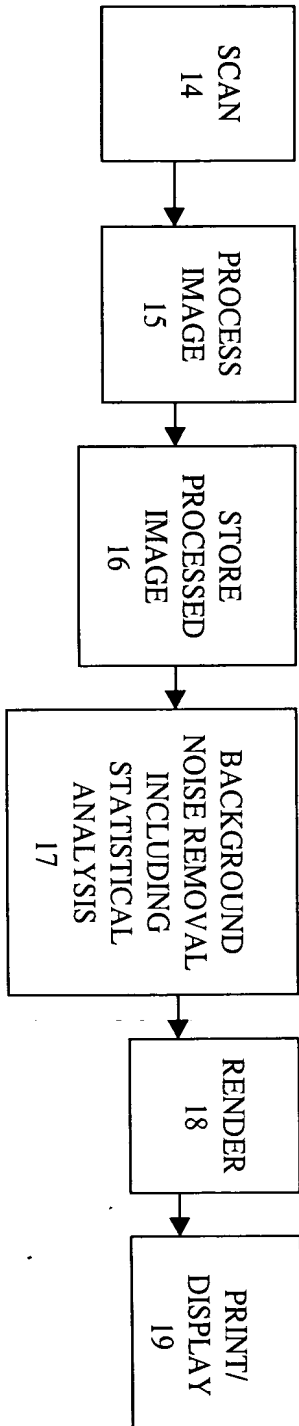 SCAN
14
PROCESS
IMAGE
15
STORE
PROCESSED
IMAGE
16
BACKGROUND
NOISE REMOVAL
INCLUDING
STATISTICAL
ANALYSIS
17
RENDER
18
PRINT/
DISPLAY
19